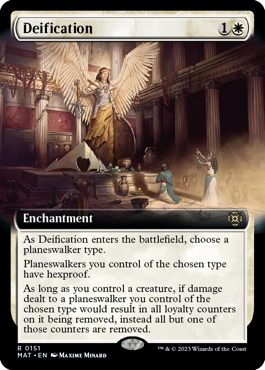 Deification 1
Enchantment
As Deification enters the battlefield, choose a
planeswalker type.
Planeswalkers you control of the chosen type
have hexproof.
As long as you control a creature, if damage
dealt to a planeswalker you control of the
chosen type would result in all loyalty counters
on it being removed, instead all but one of
those counters are removed.
R 0151
MAT • EN MAXIME MINARD
™ & © 2023 Wizards of the Coast